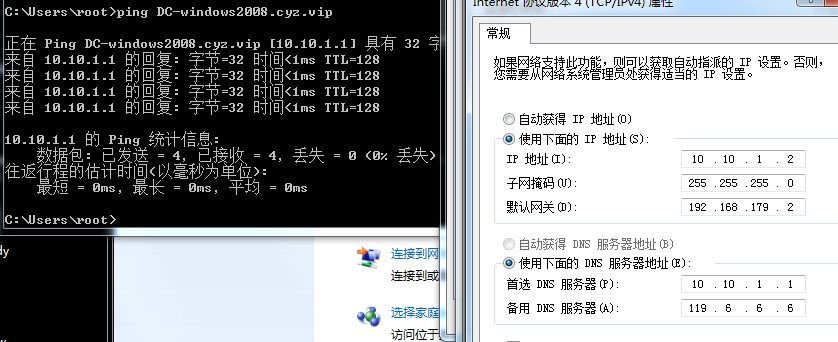 C:\Users\root>ping DC-windows2008.cyz.vip
正在 Ping DC-windows2008.cyz.vip [10.10.1.1] 具有 32 字
来自 10.10.1.1 的回复: 字节=32 时间<1ms TTL=128
来自 10.10.1.1 的回复: 字节=32 时间<1ms TTL=128
来自 10.10.1.1 的回复: 字节=32 时间<1ms TTL=128
来自 10.10.1.1 的回复: 字节=32 时间<1ms TTL=128
10.10.1.1 的 Ping 统计信息:
数据包: 已发送 = 4, 已接收 = 4, 丢失 = 0 (0% 丢失)
往返行程的估计时间(以毫秒为单位):
最短 = 0ms, 最长 = 0ms, 平均 = 0ms
C:\Users\root>
dy
连接到网
连接到或
选择家庭
访问位于
Internet 协议版本 4 (TCP/IPv4) 属性
常规
如果网络支持此功能，则可以获取自动指派的 IP 设置。否则，
您需要从网络系统管理员处获得适当的 IP 设置。
自动获得 IP 地址(O)
使用下面的 IP 地址(S):
IP 地址(I): 10 . 10 . 1 . 2
子网掩码(U): 255 .255 .255 . 0
默认网关(D): 192 .168 .179 . 2
自动获得 DNS 服务器地址(B)
使用下面的 DNS 服务器地址(E):
首选 DNS 服务器(P): 10 . 10 . 1 . 1
备用 DNS 服务器(A): 119 . 6 . 6 . 6